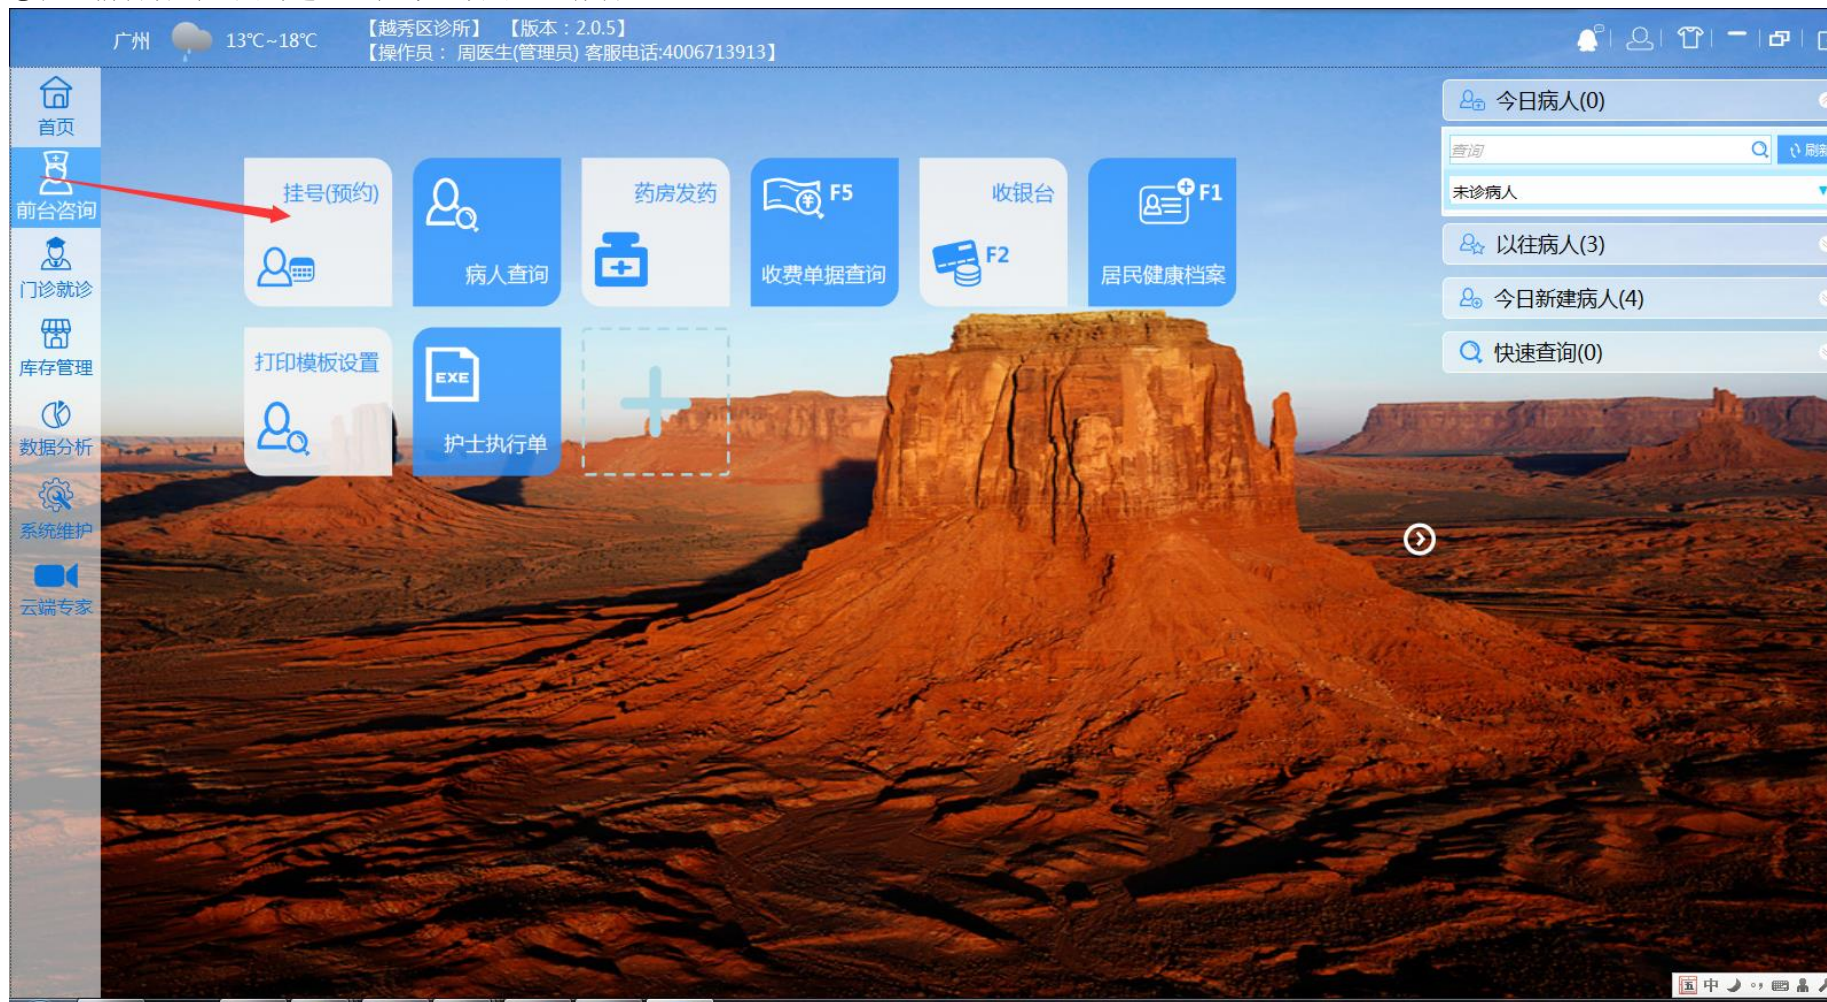 广州 13℃~18℃ 【越秀区诊所】 【版本：2.0.5】
【操作员： 周医生(管理员) 客服电话:4006713913】
首页
前台咨询
门诊就诊
库存管理
数据分析
系统维护
云端专家
挂号(预约)
病人查询
药房发药
F5
收费单据查询
收银台
F2
F1
居民健康档案
打印模板设置
EXE
护士执行单
今日病人(0)
查询
刷新
未诊病人
以往病人(3)
今日新建病人(4)
快速查询(0)
五 中